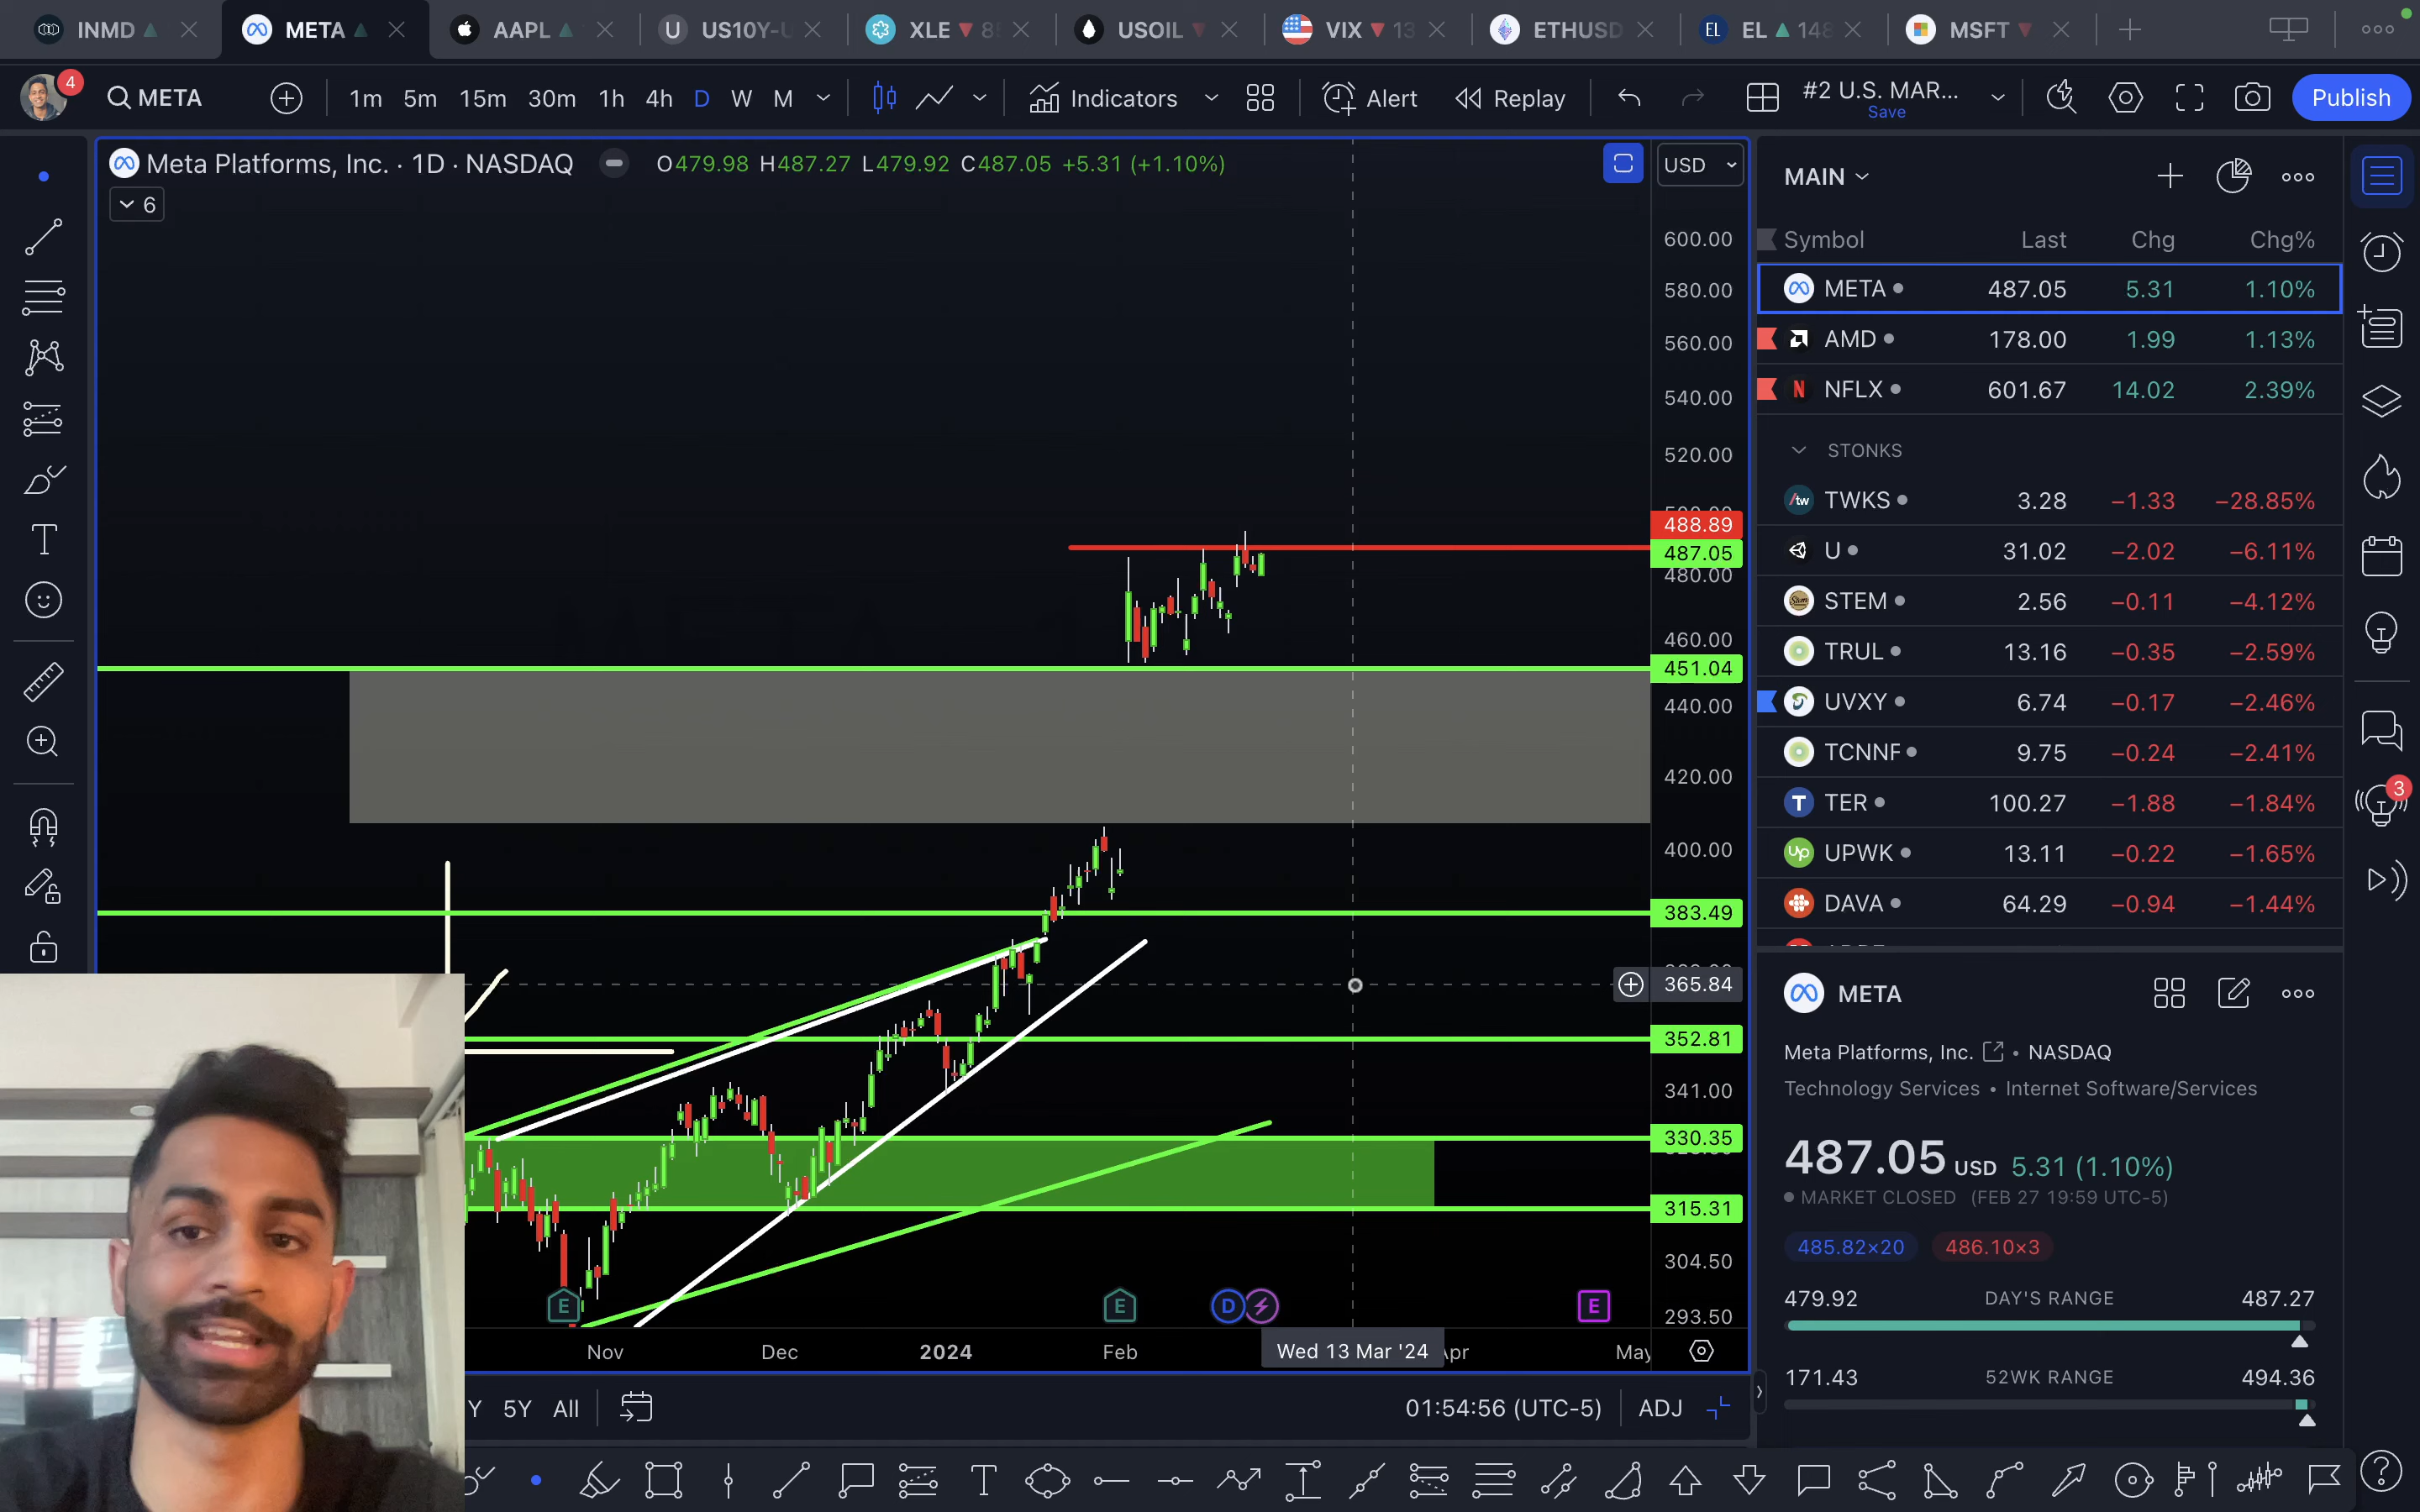 INMD META AAPL US10Y-U XLE 8 USOIL VIX 13 ETHUSD EL 148 MSFT
4 META 1m 5m 15m 30m 1h 4h D W M Indicators Alert Replay #2 U.S. MAR... Publish
Save
Meta Platforms, Inc. · 1D · NASDAQ O479.98 H487.27 L479.92 C487.05 +5.31 (+1.10%) USD
6
600.00
580.00
560.00
540.00
520.00
488.89
487.05
480.00
460.00
451.04
440.00
420.00
400.00
383.49
365.84
352.81
341.00
330.35
315.31
304.50
293.50
E E D E
Nov Dec 2024 Feb Wed 13 Mar '24 Apr May
Y 5Y All 01:54:56 (UTC-5) ADJ
MAIN
Symbol Last Chg Chg%
META 487.05 5.31 1.10%
AMD 178.00 1.99 1.13%
NFLX 601.67 14.02 2.39%
STONKS
TWKS 3.28 −1.33 −28.85%
U 31.02 −2.02 −6.11%
STEM 2.56 −0.11 −4.12%
TRUL 13.16 −0.35 −2.59%
UVXY 6.74 −0.17 −2.46%
TCNNF 9.75 −0.24 −2.41%
TER 100.27 −1.88 −1.84%
UPWK 13.11 −0.22 −1.65%
DAVA 64.29 −0.94 −1.44%
3
META
Meta Platforms, Inc. • NASDAQ
Technology Services • Internet Software/Services
487.05 USD 5.31 (1.10%)
MARKET CLOSED (FEB 27 19:59 UTC-5)
485.82×20 486.10×3
479.92 DAY'S RANGE 487.27
171.43 52WK RANGE 494.36